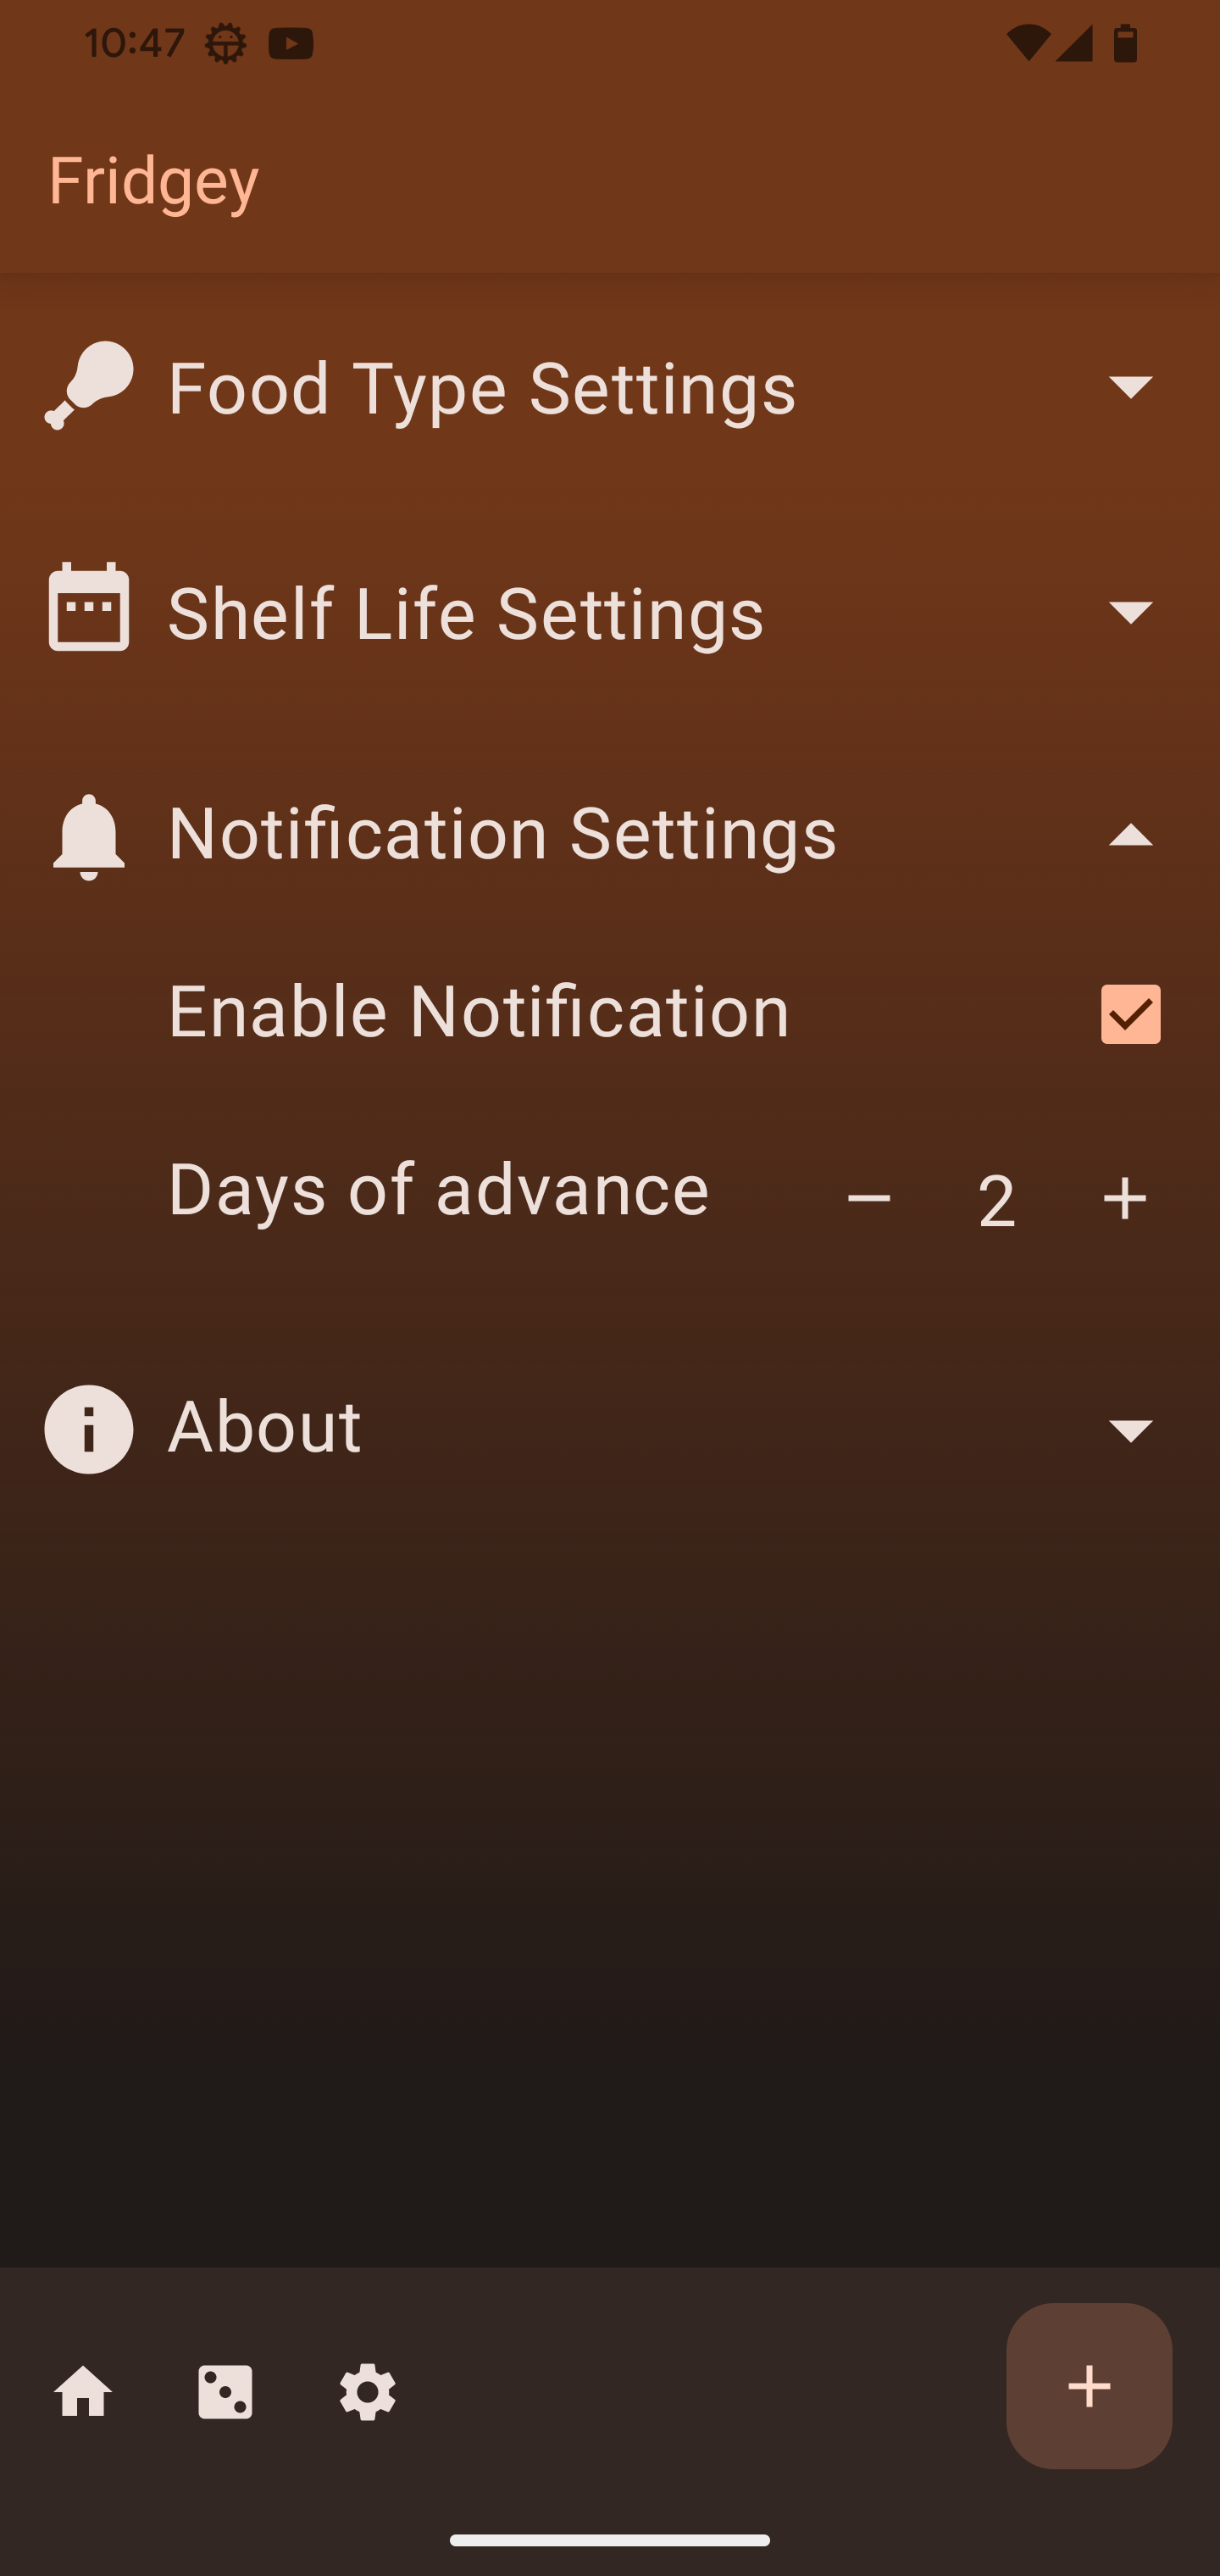 10:47
Fridgey
Food Type Settings
Shelf Life Settings
Notification Settings
Enable Notification
Days of advance − 2 +
About